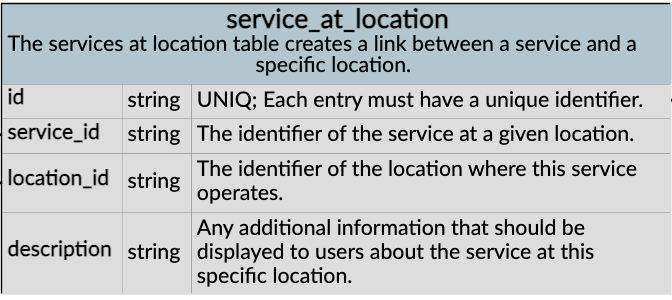 service_at_location
The services at location table creates a link between a service and a
specific location.
id string UNIQ; Each entry must have a unique identifier.
service_id string The identifier of the service at a given location.
location_id string The identifier of the location where this service
operates.
description string Any additional information that should be
displayed to users about the service at this
specific location.